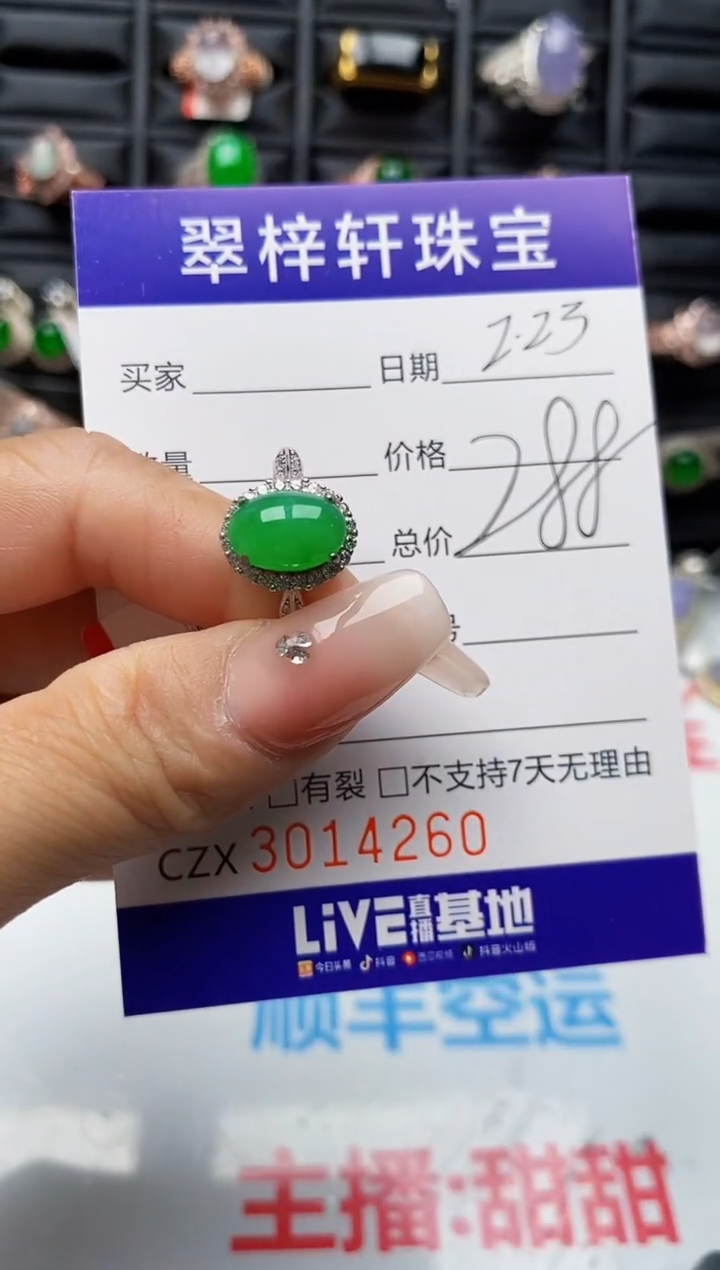 翠梓轩珠宝
买家 日期 2.23
数量 价格 288
总价
号
□有裂 □不支持7天无理由
CZX 3014260
LiVE直播基地
今日头条 抖音 西瓜视频 抖音火山版
顺丰空运
主播:甜甜